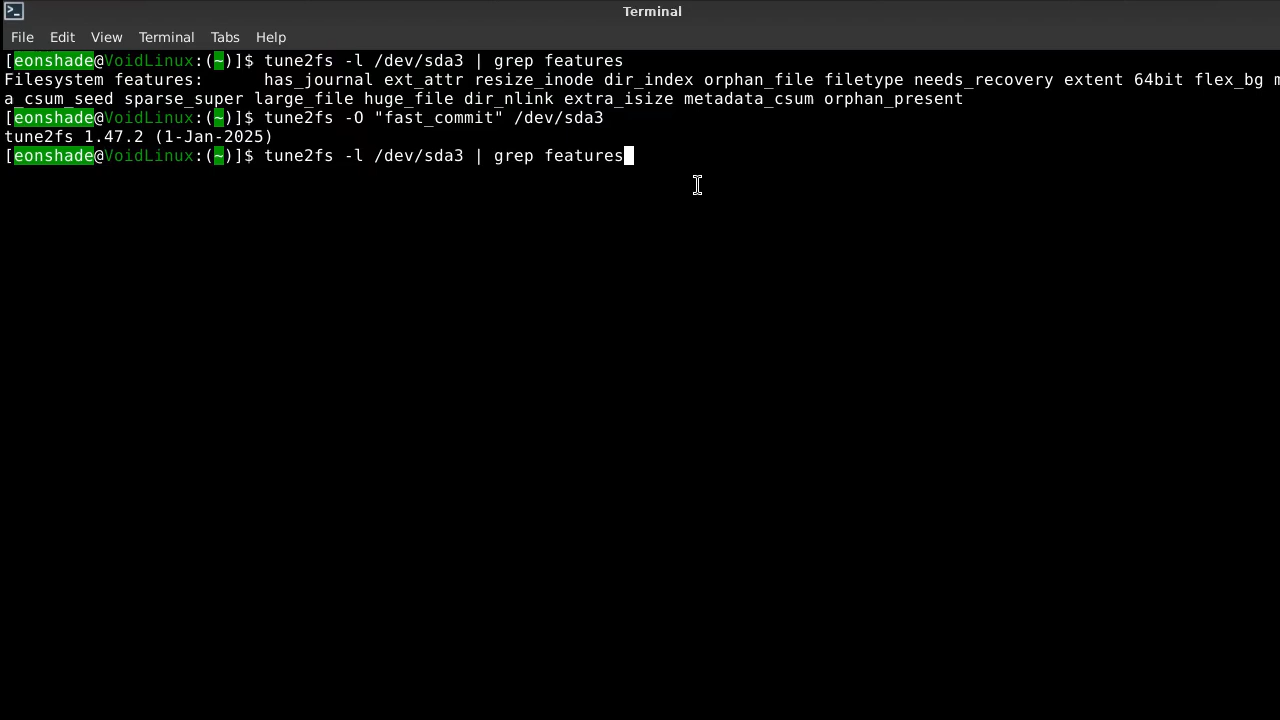 Terminal
File Edit View Terminal Tabs Help
[eonshade@VoidLinux:(~)]$ tune2fs -l /dev/sda3 | grep features
Filesystem features:      has_journal ext_attr resize_inode dir_index orphan_file filetype needs_recovery extent 64bit flex_bg m
a_csum_seed sparse_super large_file huge_file dir_nlink extra_isize metadata_csum orphan_present
[eonshade@VoidLinux:(~)]$ tune2fs -O "fast_commit" /dev/sda3
tune2fs 1.47.2 (1-Jan-2025)
[eonshade@VoidLinux:(~)]$ tune2fs -l /dev/sda3 | grep features